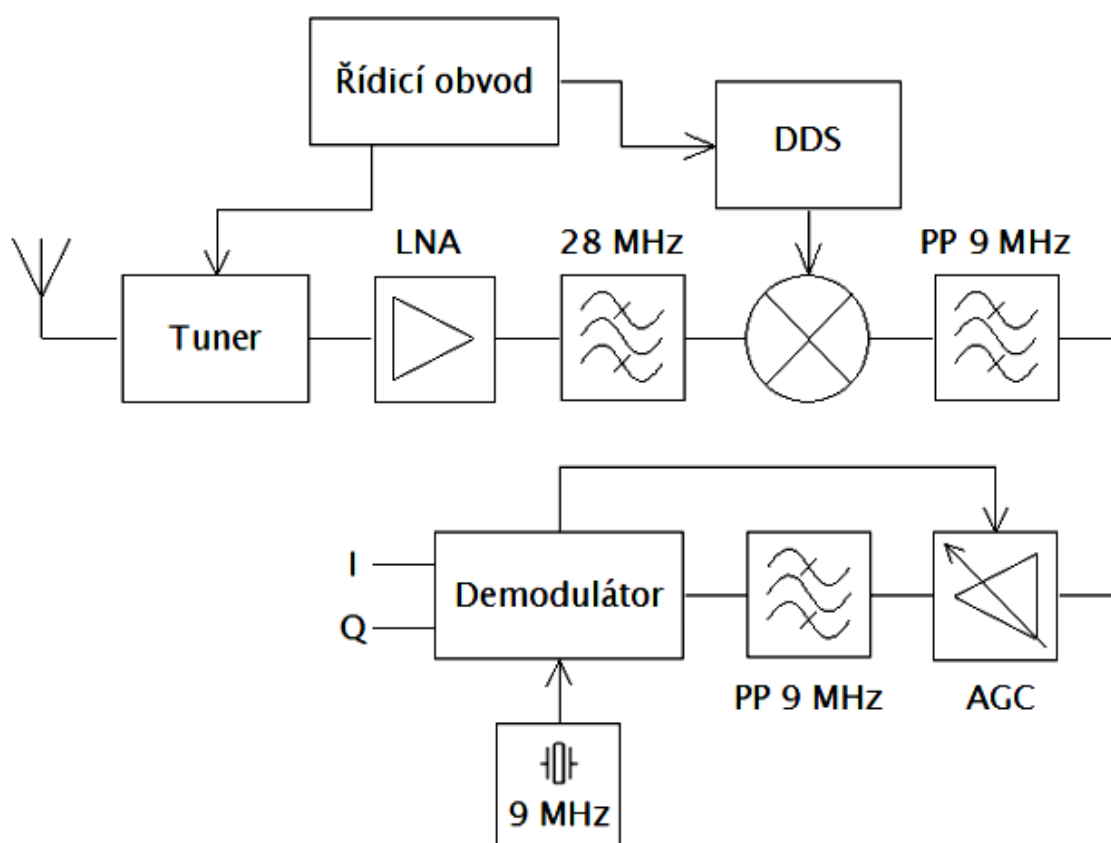 Řídicí obvod
DDS
LNA
28 MHz
PP 9 MHz
Tuner
I
Q
Demodulátor
PP 9 MHz
AGC
9 MHz